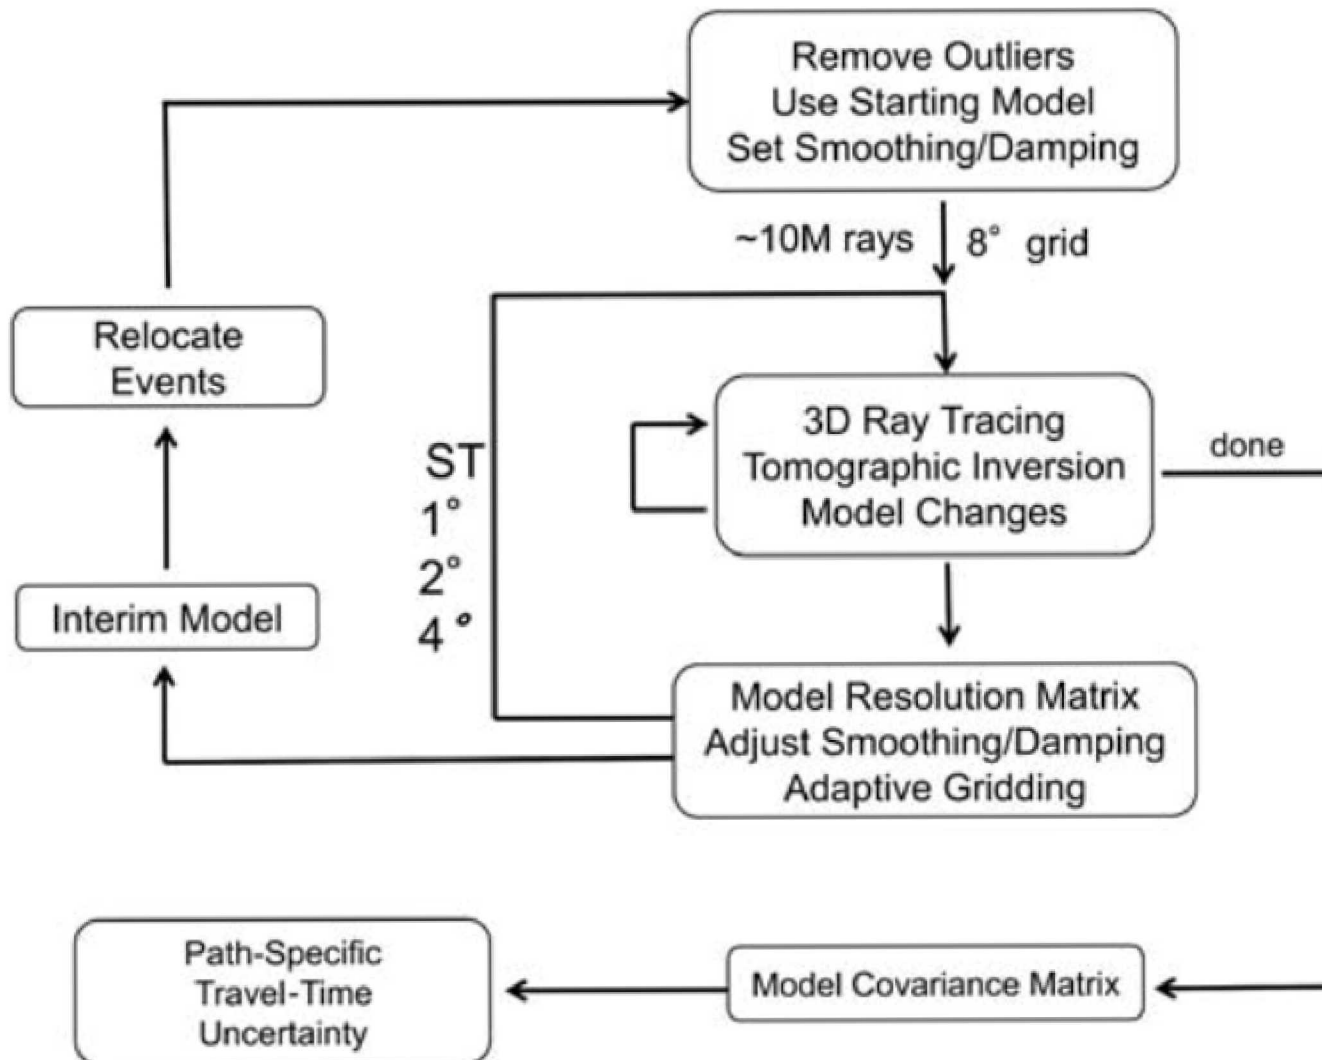 Remove Outliers
Use Starting Model
Set Smoothing/Damping
~10M rays
8° grid
Relocate
Events
3D Ray Tracing
Tomographic Inversion
Model Changes
done
ST
1°
2°
4°
Interim Model
Model Resolution Matrix
Adjust Smoothing/Damping
Adaptive Gridding
Path-Specific
Travel-Time
Uncertainty
Model Covariance Matrix